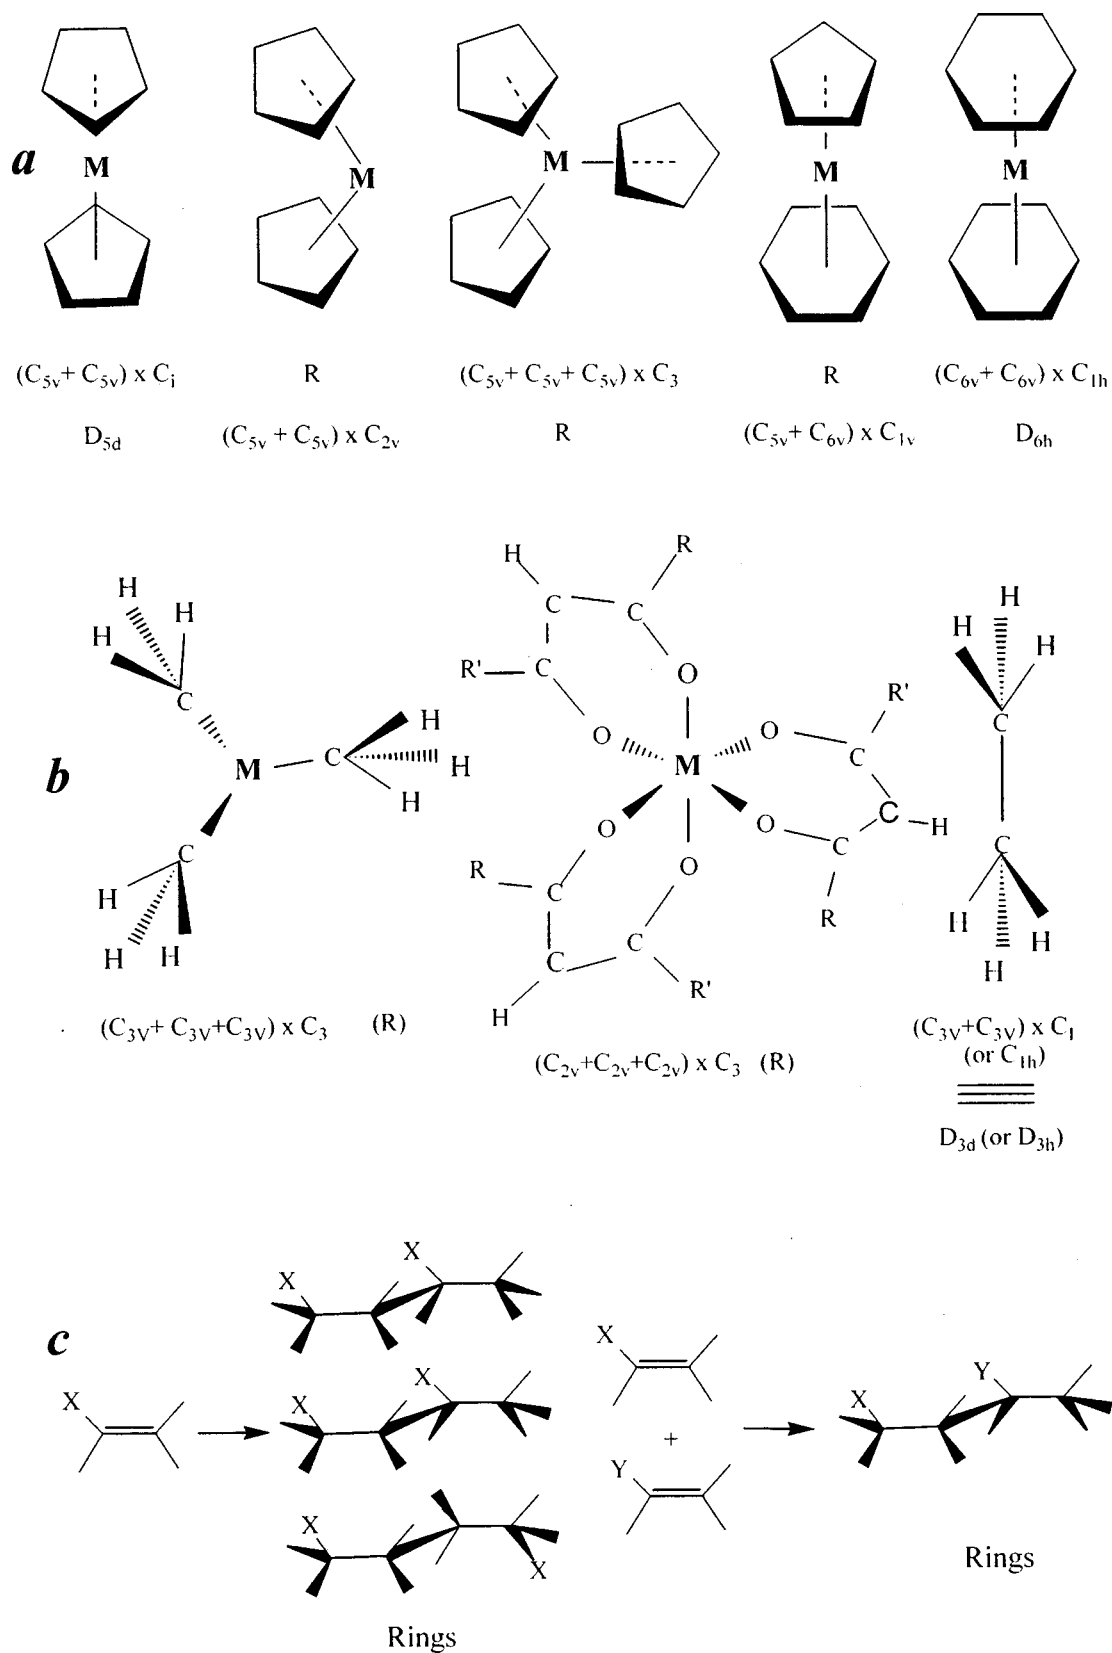 a
M
M
M
M
M
(C5v+ C5v) x Ci
R
(C5v+ C5v+ C5v) x C3
R
(C6v+ C6v) x C1h
D5d
(C5v + C5v) x C2v
R
(C5v+ C6v) x C1v
D6h
b
H
H
H
C
M
C
H
H
H
C
H
H
H
(C3V+ C3V+C3V) x C3 (R)
H
R
C
C
R'
C
O
O
M
O
R'
C
C
H
O
C
R
O
O
R
C
C
C
R'
H
(C2v+C2v+C2v) x C3 (R)
H
H
H
C
C
H
H
H
(C3V+C3V) x Ci
(or C1h)
D3d (or D3h)
c
X
X
X
X
X
X
X
Rings
X
+
Y
X
Y
Rings